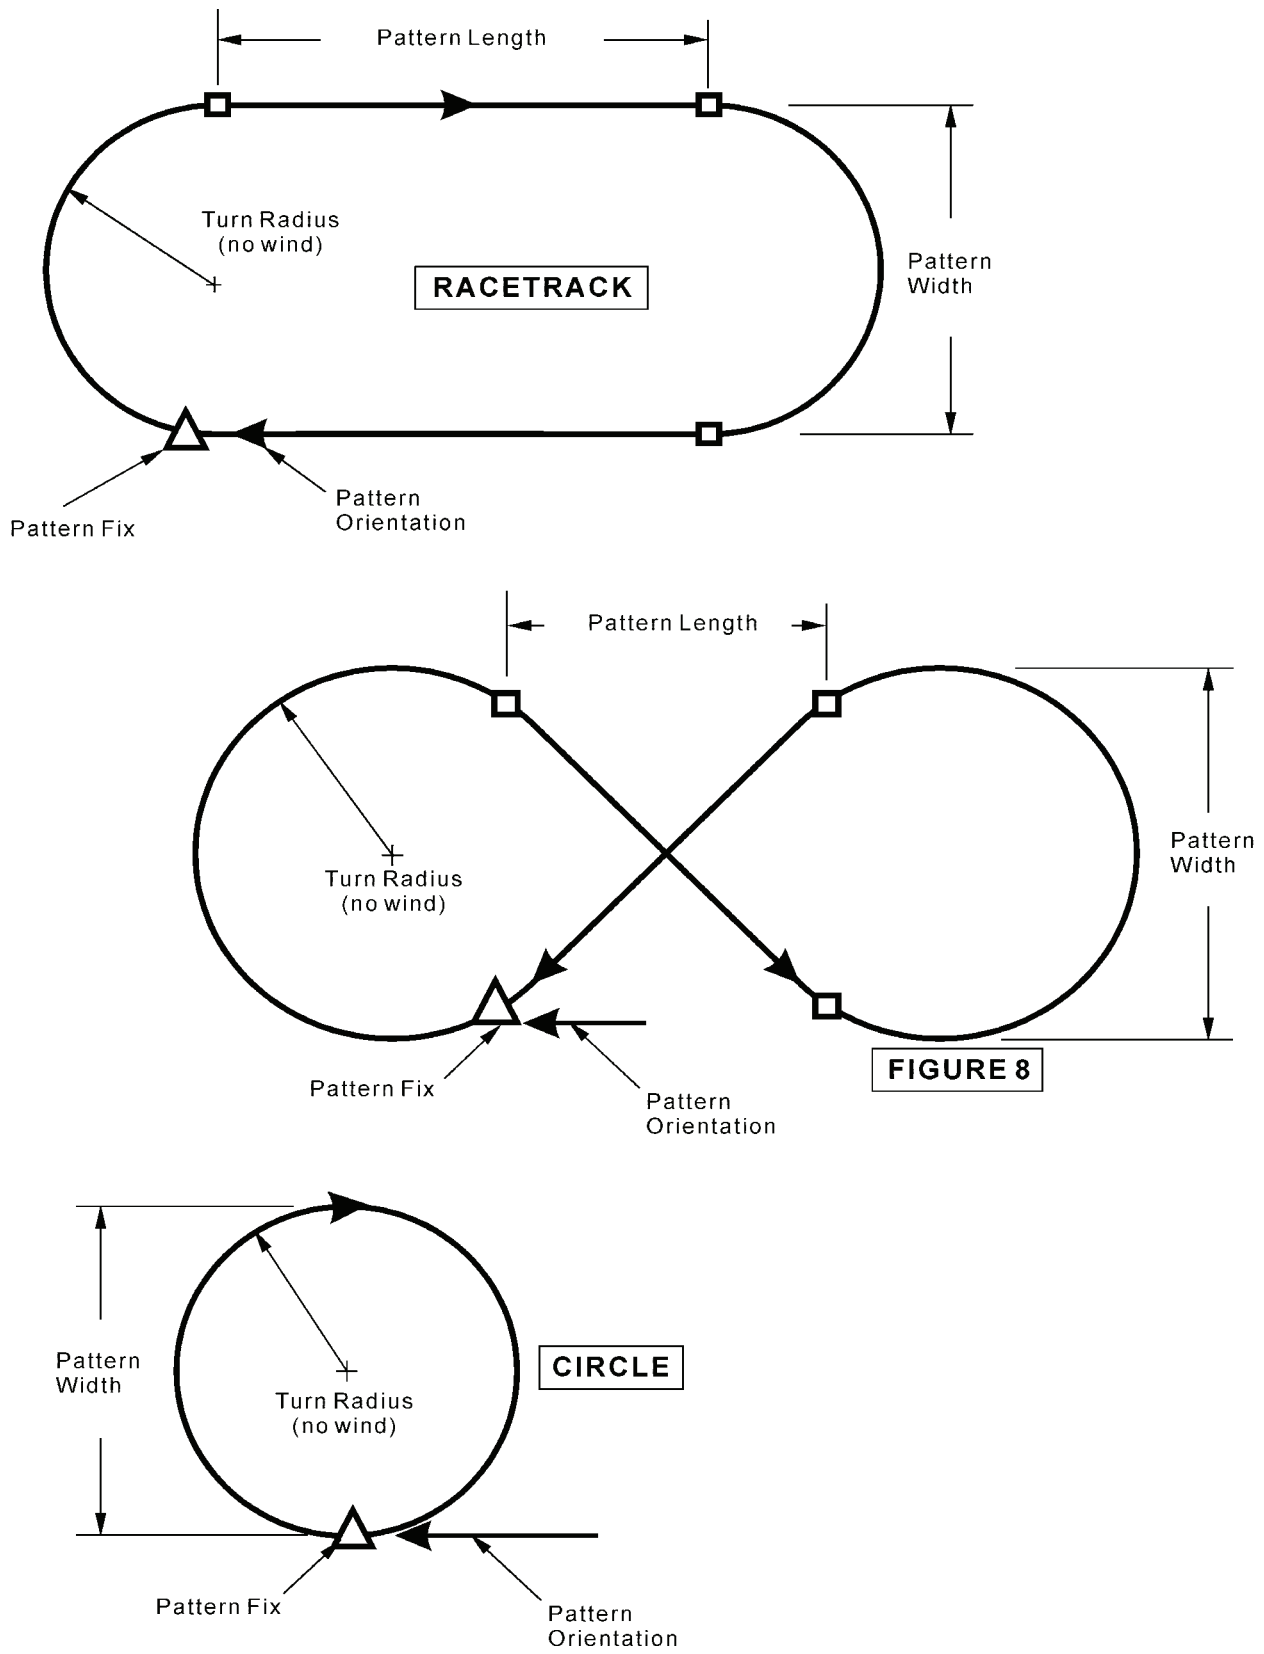 Pattern Length
Turn Radius
(no wind)
RACETRACK
Pattern
Width
Pattern
Orientation
Pattern Fix
Pattern Length
Turn Radius
(no wind)
Pattern
Width
FIGURE 8
Pattern Fix
Pattern
Orientation
Pattern
Width
CIRCLE
Turn Radius
(no wind)
Pattern Fix
Pattern
Orientation